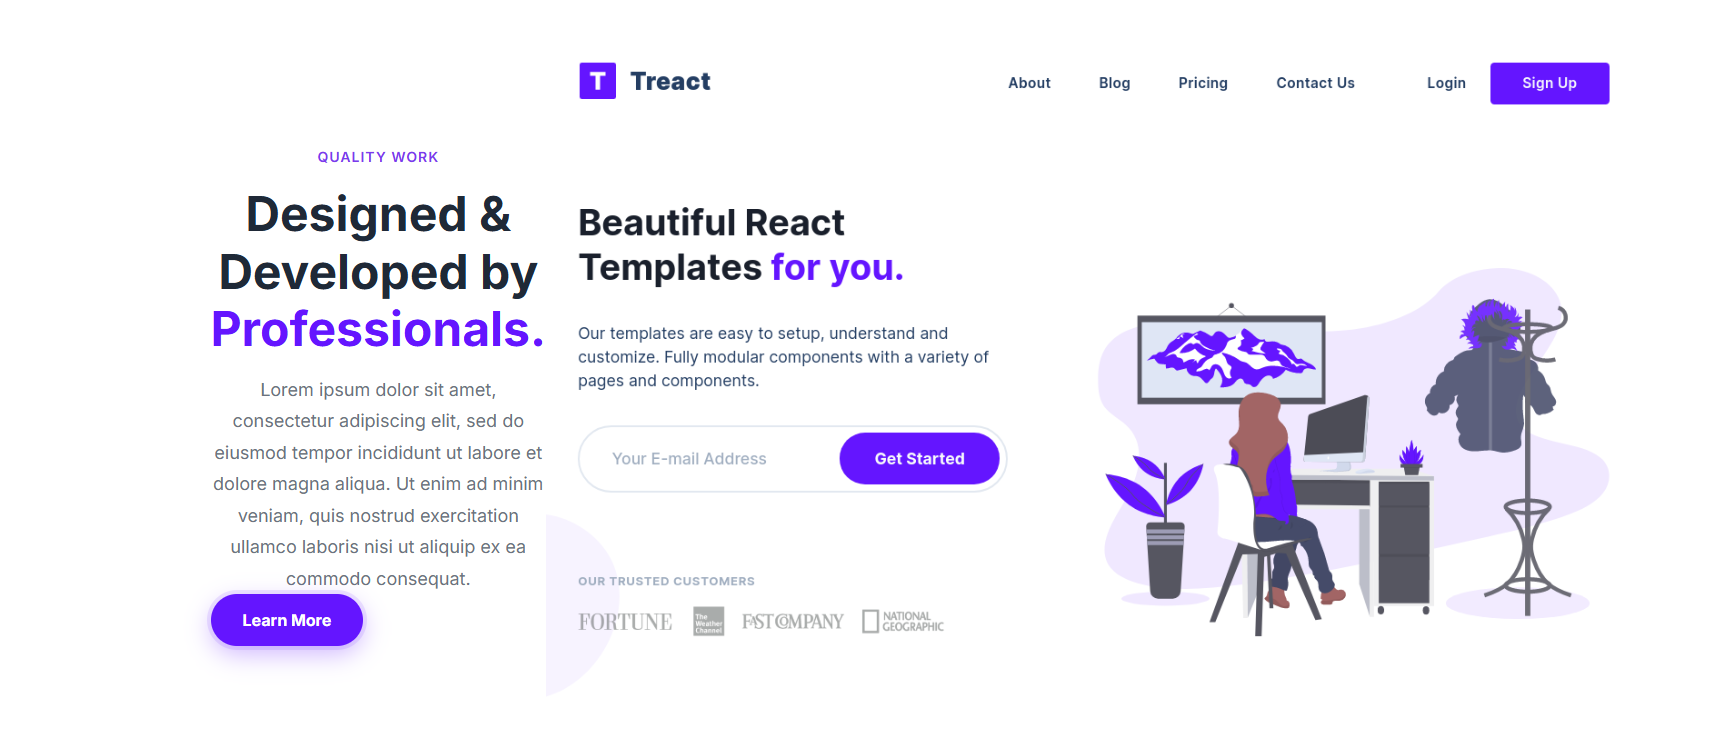 QUALITY WORK
Designed &
Developed by
Professionals.
Lorem ipsum dolor sit amet,
consectetur adipiscing elit, sed do
eiusmod tempor incididunt ut labore et
dolore magna aliqua. Ut enim ad minim
veniam, quis nostrud exercitation
ullamco laboris nisi ut aliquip ex ea
commodo consequat.
Learn More
T Treact
About Blog Pricing Contact Us Login Sign Up
Beautiful React
Templates for you.
Our templates are easy to setup, understand and
customize. Fully modular components with a variety of
pages and components.
Your E-mail Address Get Started
OUR TRUSTED CUSTOMERS
FORTUNE
The
Weather
Channel
FAST COMPANY
NATIONAL
GEOGRAPHIC